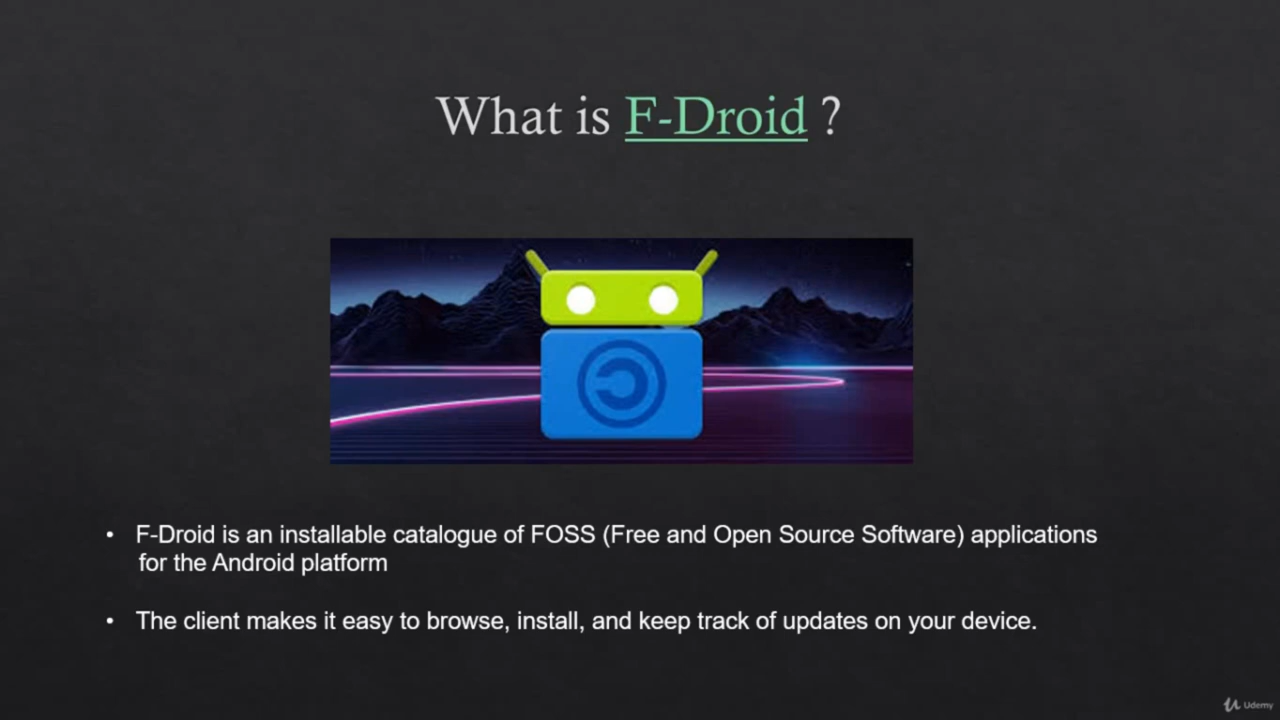 What is F-Droid ?
• F-Droid is an installable catalogue of FOSS (Free and Open Source Software) applications
for the Android platform
• The client makes it easy to browse, install, and keep track of updates on your device.
Udemy